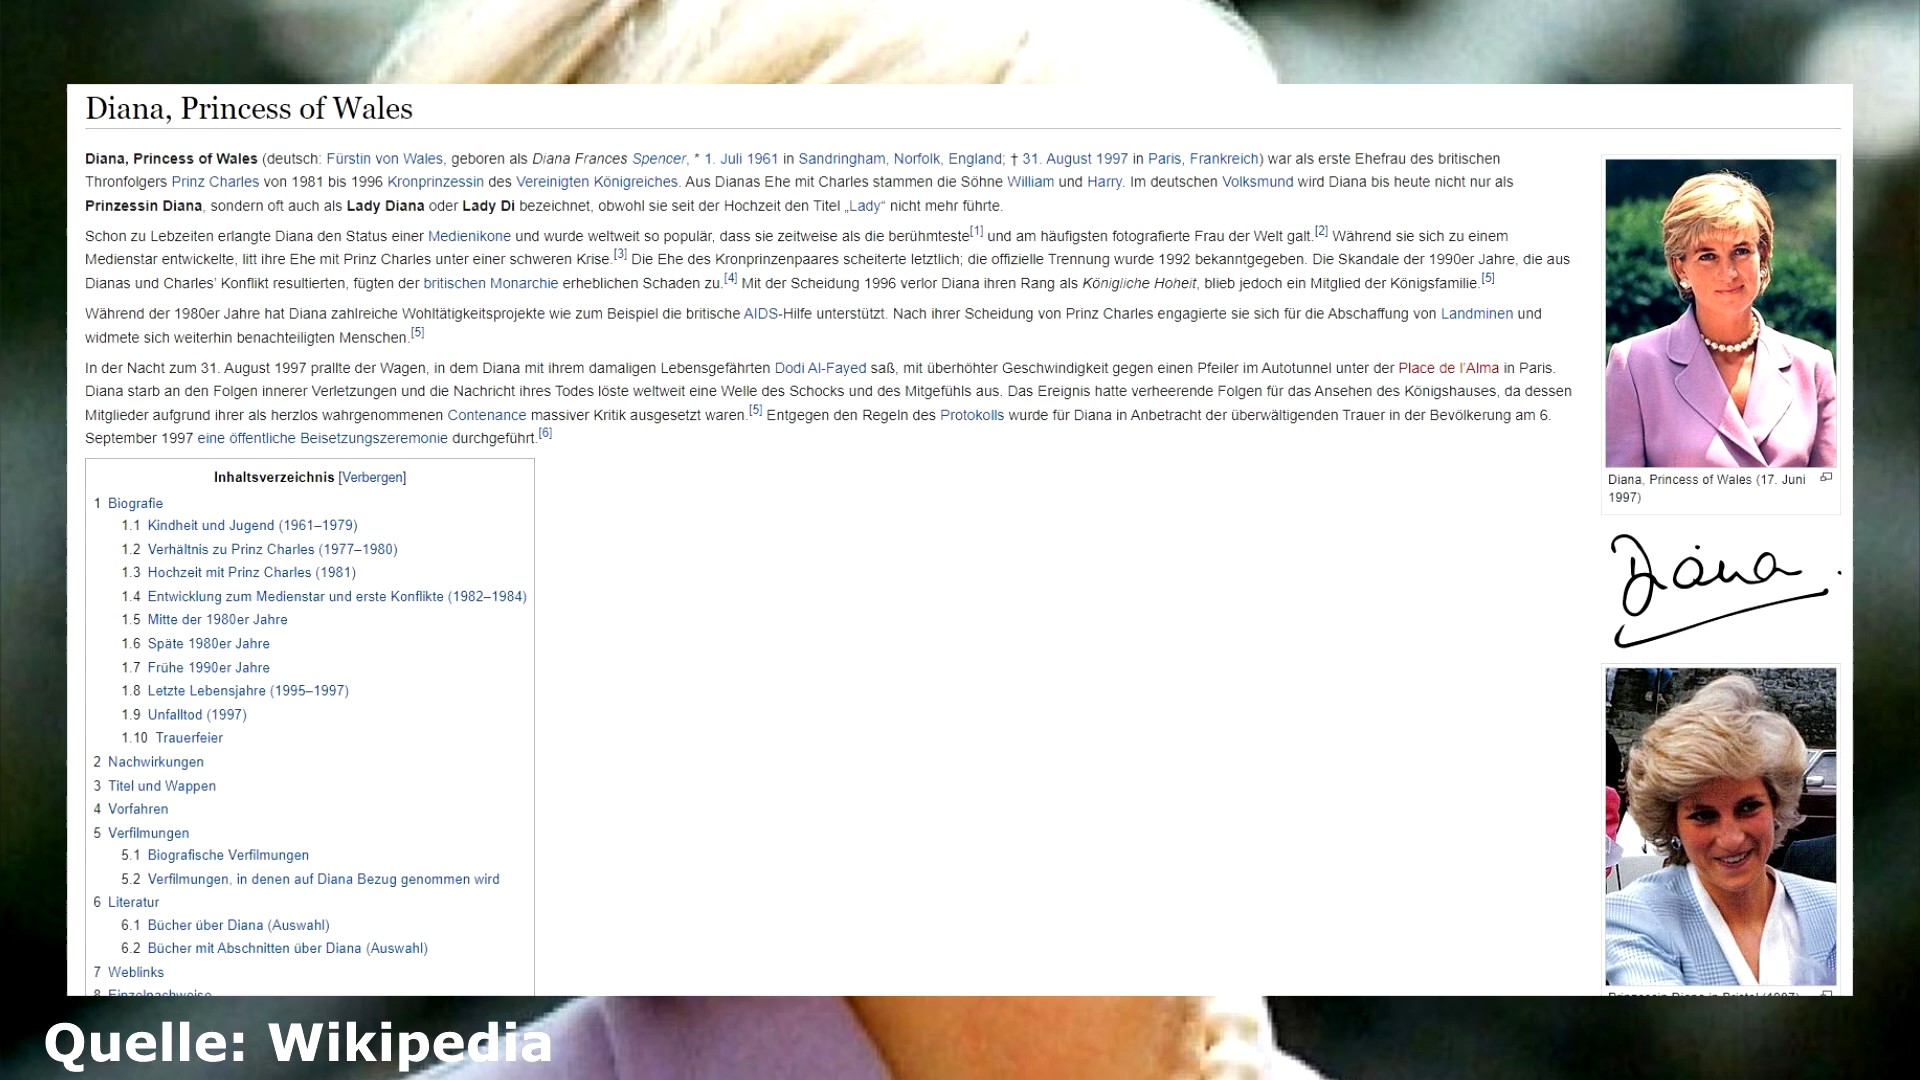 Diana, Princess of Wales
Diana, Princess of Wales (deutsch: Fürstin von Wales, geboren als Diana Frances Spencer, * 1. Juli 1961 in Sandringham, Norfolk, England; † 31. August 1997 in Paris, Frankreich) war als erste Ehefrau des britischen
Thronfolgers Prinz Charles von 1981 bis 1996 Kronprinzessin des Vereinigten Königreiches. Aus Dianas Ehe mit Charles stammen die Söhne William und Harry. Im deutschen Volksmund wird Diana bis heute nicht nur als
Prinzessin Diana, sondern oft auch als Lady Diana oder Lady Di bezeichnet, obwohl sie seit der Hochzeit den Titel „Lady“ nicht mehr führte.
Schon zu Lebzeiten erlangte Diana den Status einer Medienikone und wurde weltweit so populär, dass sie zeitweise als die berühmteste[1] und am häufigsten fotografierte Frau der Welt galt.[2] Während sie sich zu einem
Medienstar entwickelte, litt ihre Ehe mit Prinz Charles unter einer schweren Krise.[3] Die Ehe des Kronprinzenpaares scheiterte letztlich; die offizielle Trennung wurde 1992 bekanntgegeben. Die Skandale der 1990er Jahre, die aus
Dianas und Charles’ Konflikt resultierten, fügten der britischen Monarchie erheblichen Schaden zu.[4] Mit der Scheidung 1996 verlor Diana ihren Rang als Königliche Hoheit, blieb jedoch ein Mitglied der Königsfamilie.[5]
Während der 1980er Jahre hat Diana zahlreiche Wohltätigkeitsprojekte wie zum Beispiel die britische AIDS-Hilfe unterstützt. Nach ihrer Scheidung von Prinz Charles engagierte sie sich für die Abschaffung von Landminen und
widmete sich weiterhin benachteiligten Menschen.[5]
In der Nacht zum 31. August 1997 prallte der Wagen, in dem Diana mit ihrem damaligen Lebensgefährten Dodi Al-Fayed saß, mit überhöhter Geschwindigkeit gegen einen Pfeiler im Autotunnel unter der Place de l’Alma in Paris.
Diana starb an den Folgen innerer Verletzungen und die Nachricht ihres Todes löste weltweit eine Welle des Schocks und des Mitgefühls aus. Das Ereignis hatte verheerende Folgen für das Ansehen des Königshauses, da dessen
Mitglieder aufgrund ihrer als herzlos wahrgenommenen Contenance massiver Kritik ausgesetzt waren.[5] Entgegen den Regeln des Protokolls wurde für Diana in Anbetracht der überwältigenden Trauer in der Bevölkerung am 6.
September 1997 eine öffentliche Beisetzungszeremonie durchgeführt.[6]
Inhaltsverzeichnis [Verbergen]
1 Biografie
1.1 Kindheit und Jugend (1961–1979)
1.2 Verhältnis zu Prinz Charles (1977–1980)
1.3 Hochzeit mit Prinz Charles (1981)
1.4 Entwicklung zum Medienstar und erste Konflikte (1982–1984)
1.5 Mitte der 1980er Jahre
1.6 Späte 1980er Jahre
1.7 Frühe 1990er Jahre
1.8 Letzte Lebensjahre (1995–1997)
1.9 Unfalltod (1997)
1.10 Trauerfeier
2 Nachwirkungen
3 Titel und Wappen
4 Vorfahren
5 Verfilmungen
5.1 Biografische Verfilmungen
5.2 Verfilmungen, in denen auf Diana Bezug genommen wird
6 Literatur
6.1 Bücher über Diana (Auswahl)
6.2 Bücher mit Abschnitten über Diana (Auswahl)
7 Weblinks
8 Einzelnachweise
Diana, Princess of Wales (17. Juni
1997)
Diana.
Prinzessin Diana in Bristol (1987)
Quelle: Wikipedia